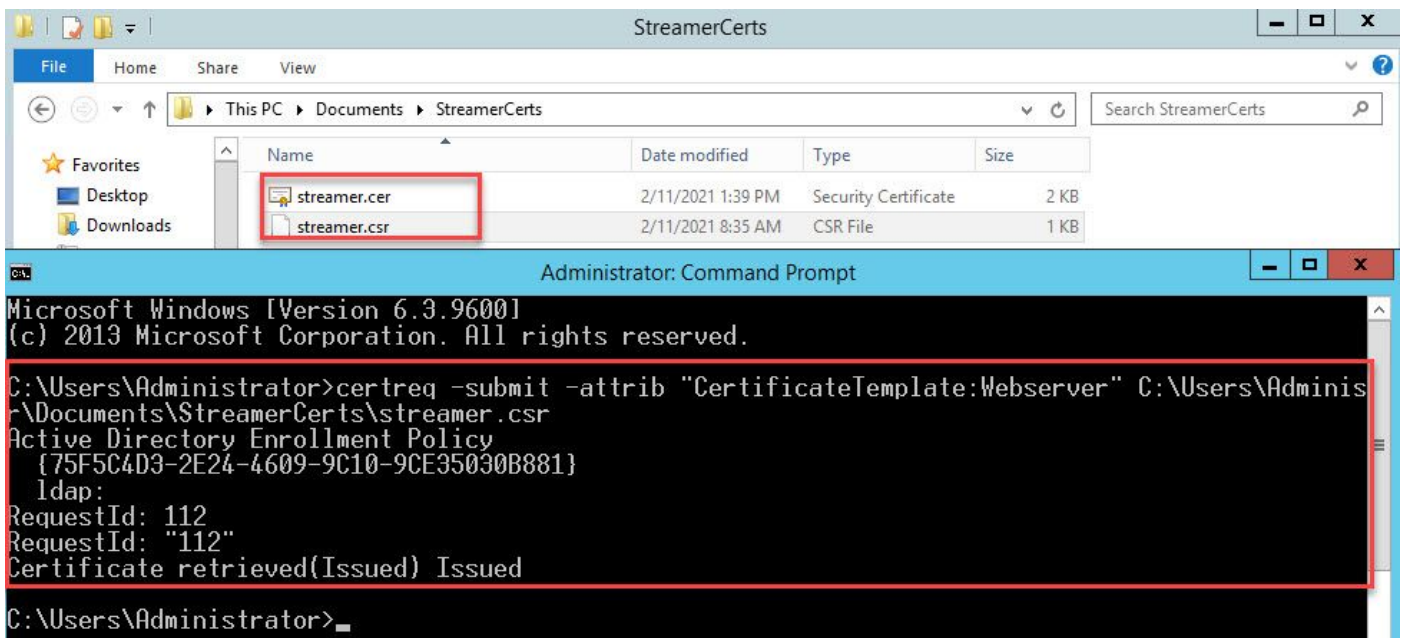 StreamerCerts
File Home Share View
This PC Documents StreamerCerts Search StreamerCerts
Name Date modified Type Size
Favorites
Desktop
Downloads
streamer.cer 2/11/2021 1:39 PM Security Certificate 2 KB
streamer.csr 2/11/2021 8:35 AM CSR File 1 KB
Administrator: Command Prompt
Microsoft Windows [Version 6.3.9600]
(c) 2013 Microsoft Corporation. All rights reserved.
C:\Users\Administrator>certreq -submit -attrib "CertificateTemplate:Webserver" C:\Users\Adminis
r\Documents\StreamerCerts\streamer.csr
Active Directory Enrollment Policy
{75F5C4D3-2E24-4609-9C10-9CE35030B881}
ldap:
RequestId: 112
RequestId: "112"
Certificate retrieved(Issued) Issued
C:\Users\Administrator>_